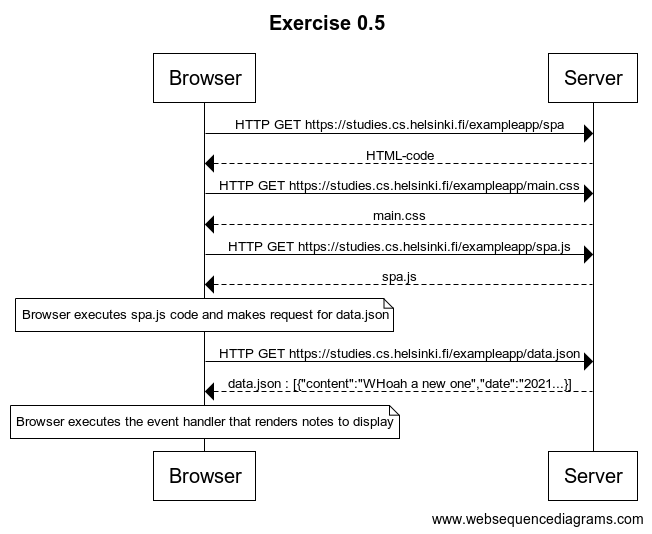 Exercise 0.5
Browser
Server
HTTP GET https://studies.cs.helsinki.fi/exampleapp/spa
HTML-code
HTTP GET https://studies.cs.helsinki.fi/exampleapp/main.css
main.css
HTTP GET https://studies.cs.helsinki.fi/exampleapp/spa.js
spa.js
Browser executes spa.js code and makes request for data.json
HTTP GET https://studies.cs.helsinki.fi/exampleapp/data.json
data.json : [{"content":"WHoah a new one","date":"2021...}]
Browser executes the event handler that renders notes to display
Browser
Server
www.websequencediagrams.com